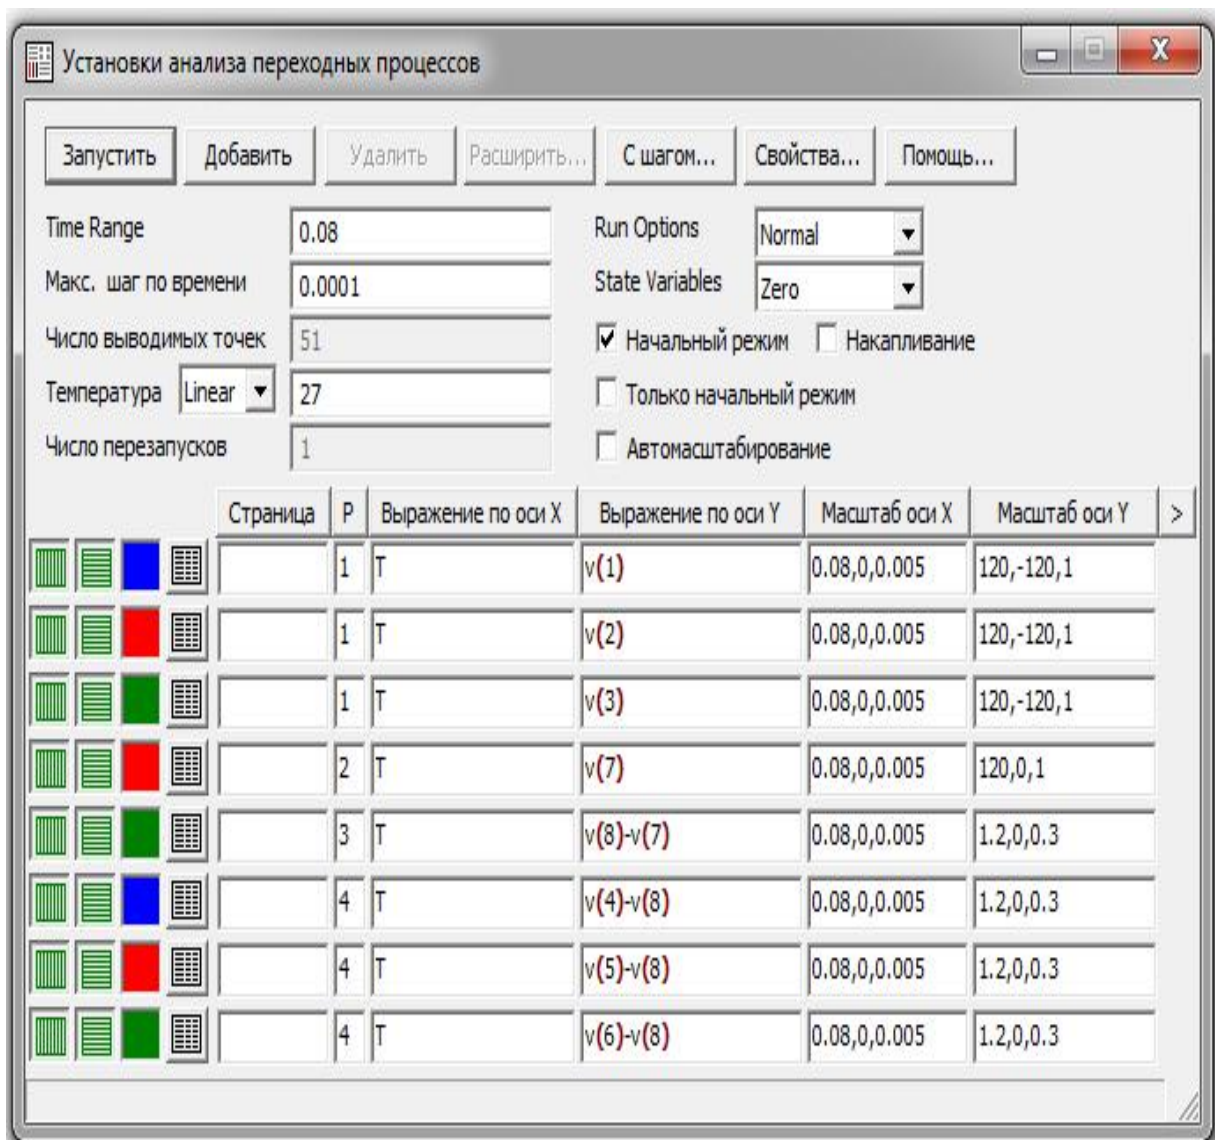 Установки анализа переходных процессов
Запустить Добавить Удалить Расширить... С шагом... Свойства... Помощь...
Time Range 0.08 Run Options Normal
Макс. шаг по времени 0.0001 State Variables Zero
Число выводимых точек 51 Начальный режим Накапливание
Температура Linear 27 Только начальный режим
Число перезапусков 1 Автомасштабирование
Страница P Выражение по оси X Выражение по оси Y Масштаб оси X Масштаб оси Y >
1 T v(1) 0.08,0,0.005 120,-120,1
1 T v(2) 0.08,0,0.005 120,-120,1
1 T v(3) 0.08,0,0.005 120,-120,1
2 T v(7) 0.08,0,0.005 120,0,1
3 T v(8)-v(7) 0.08,0,0.005 1.2,0,0.3
4 T v(4)-v(8) 0.08,0,0.005 1.2,0,0.3
4 T v(5)-v(8) 0.08,0,0.005 1.2,0,0.3
4 T v(6)-v(8) 0.08,0,0.005 1.2,0,0.3